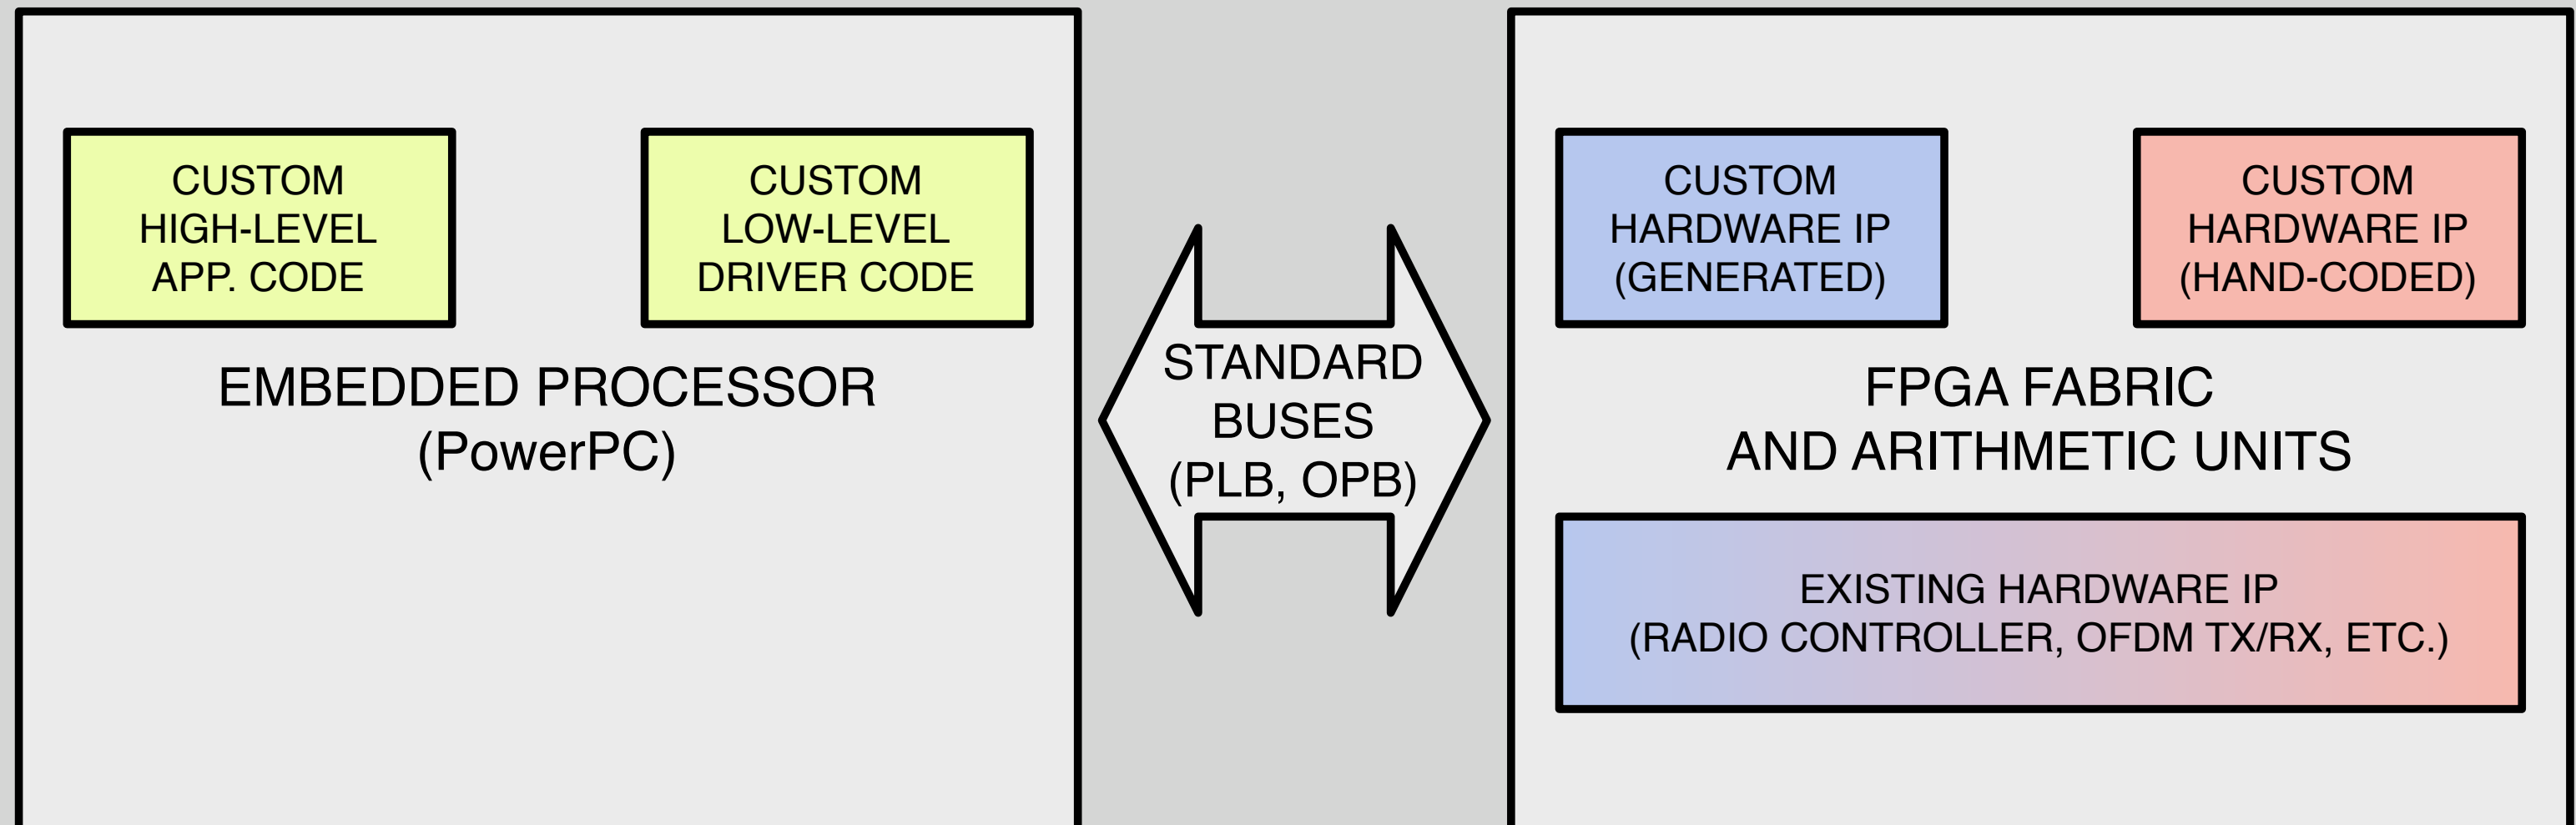 CUSTOM
HIGH-LEVEL
APP. CODE
CUSTOM
LOW-LEVEL
DRIVER CODE
EMBEDDED PROCESSOR
(PowerPC)
STANDARD
BUSES
(PLB, OPB)
CUSTOM
HARDWARE IP
(GENERATED)
CUSTOM
HARDWARE IP
(HAND-CODED)
FPGA FABRIC
AND ARITHMETIC UNITS
EXISTING HARDWARE IP
(RADIO CONTROLLER, OFDM TX/RX, ETC.)